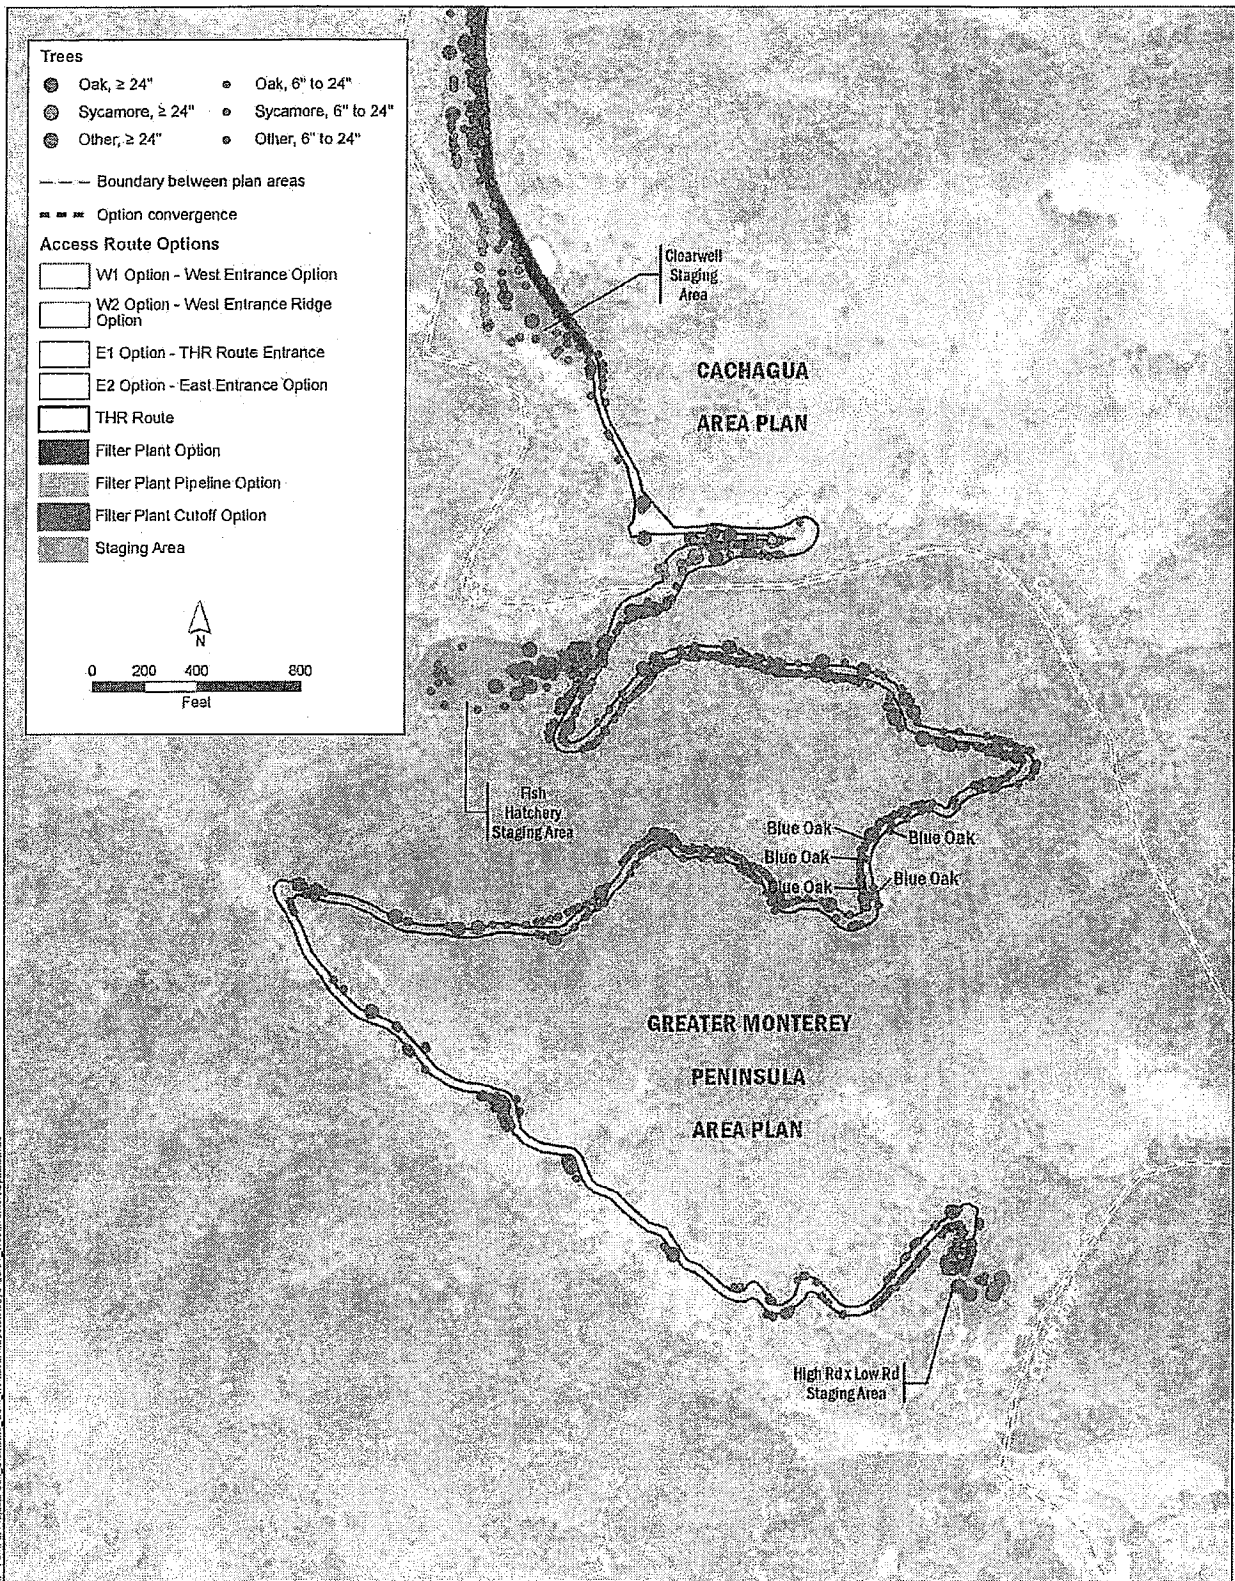 Trees
Oak, ≥ 24"
Oak, 6" to 24"
Sycamore, ≥ 24"
Sycamore, 6" to 24"
Other, ≥ 24"
Other, 6" to 24"
Boundary between plan areas
Option convergence
Access Route Options
W1 Option - West Entrance Option
W2 Option - West Entrance Ridge
Option
E1 Option - THR Route Entrance
E2 Option - East Entrance Option
THR Route
Filter Plant Option
Filter Plant Pipeline Option
Filter Plant Cutoff Option
Staging Area
N
0 200 400 800
Feet
Clearwell
Staging
Area
CACHAGUA
AREA PLAN
Fish
Hatchery
Staging Area
Blue Oak
Blue Oak
Blue Oak
Blue Oak
Blue Oak
GREATER MONTEREY
PENINSULA
AREA PLAN
High Rd x Low Rd
Staging Area